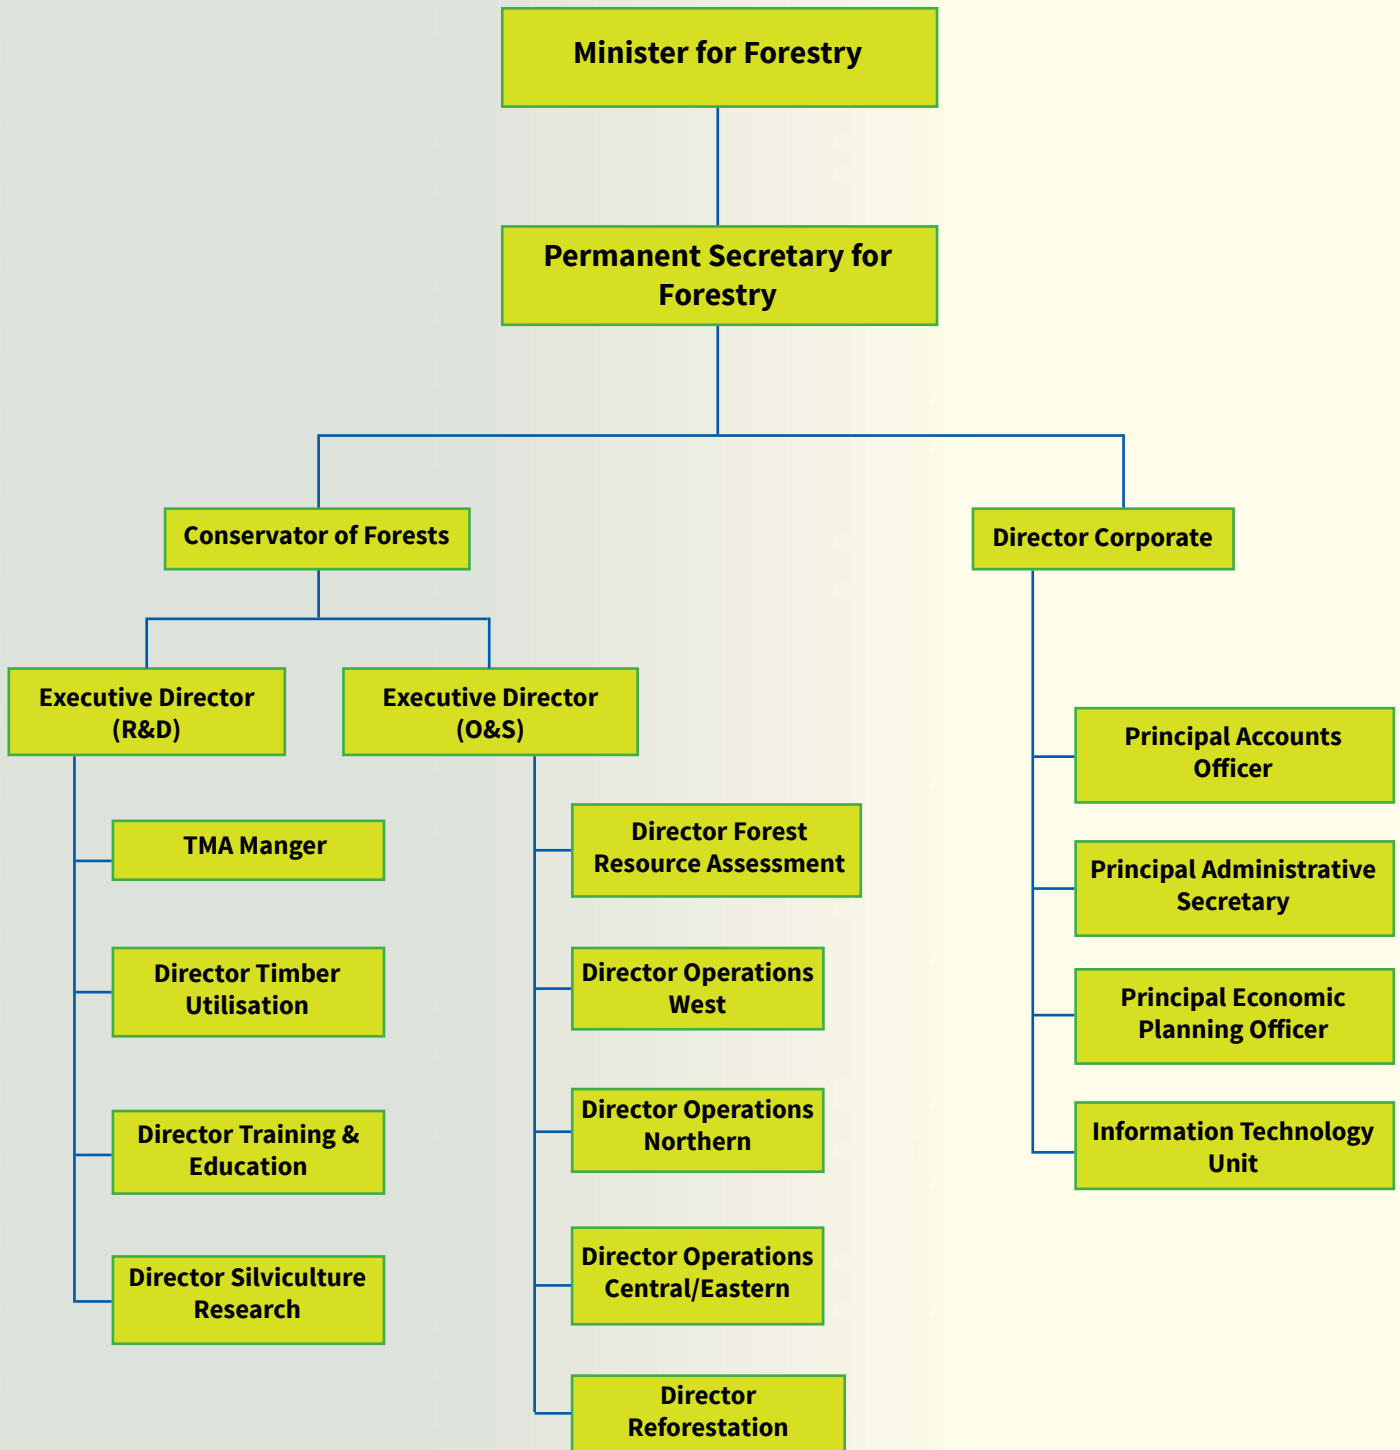 Minister for Forestry
Permanent Secretary for
Forestry
Conservator of Forests
Director Corporate
Executive Director
(R&D)
Executive Director
(O&S)
TMA Manger
Director Timber
Utilisation
Director Training &
Education
Director Silviculture
Research
Director Forest
Resource Assessment
Director Operations
West
Director Operations
Northern
Director Operations
Central/Eastern
Director
Reforestation
Principal Accounts
Officer
Principal Administrative
Secretary
Principal Economic
Planning Officer
Information Technology
Unit